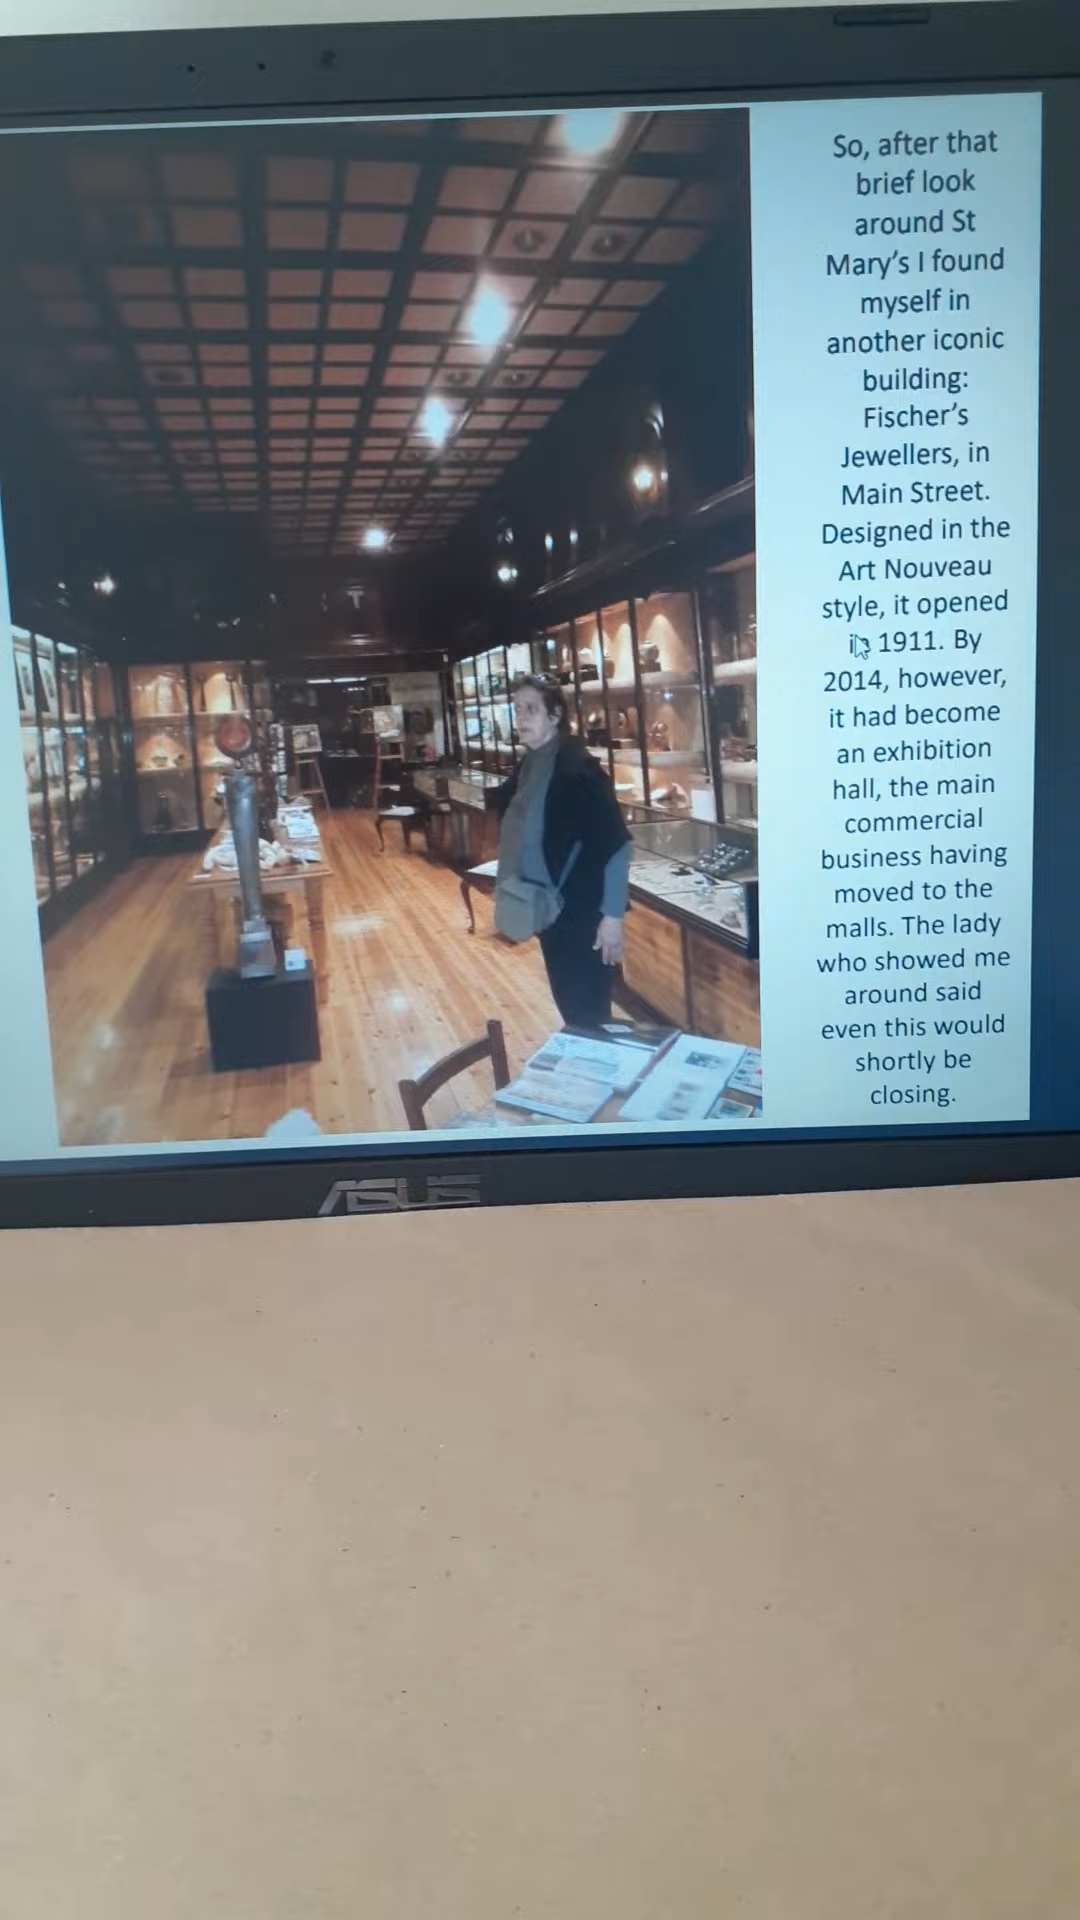 So, after that
brief look
around St
Mary's I found
myself in
another iconic
building:
Fischer's
Jewellers, in
Main Street.
Designed in the
Art Nouveau
style, it opened
in 1911. By
2014, however,
it had become
an exhibition
hall, the main
commercial
business having
moved to the
malls. The lady
who showed me
around said
even this would
shortly be
closing.
ASUS